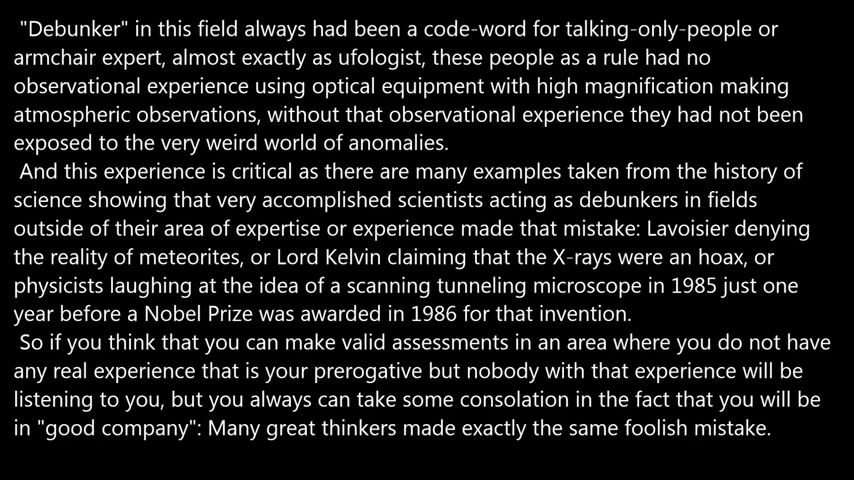 "Debunker" in this field always had been a code-word for talking-only-people or
armchair expert, almost exactly as ufologist, these people as a rule had no
observational experience using optical equipment with high magnification making
atmospheric observations, without that observational experience they had not been
exposed to the very weird world of anomalies.
And this experience is critical as there are many examples taken from the history of
science showing that very accomplished scientists acting as debunkers in fields
outside of their area of expertise or experience made that mistake: Lavoisier denying
the reality of meteorites, or Lord Kelvin claiming that the X-rays were an hoax, or
physicists laughing at the idea of a scanning tunneling microscope in 1985 just one
year before a Nobel Prize was awarded in 1986 for that invention.
So if you think that you can make valid assessments in an area where you do not have
any real experience that is your prerogative but nobody with that experience will be
listening to you, but you always can take some consolation in the fact that you will be
in "good company": Many great thinkers made exactly the same foolish mistake.